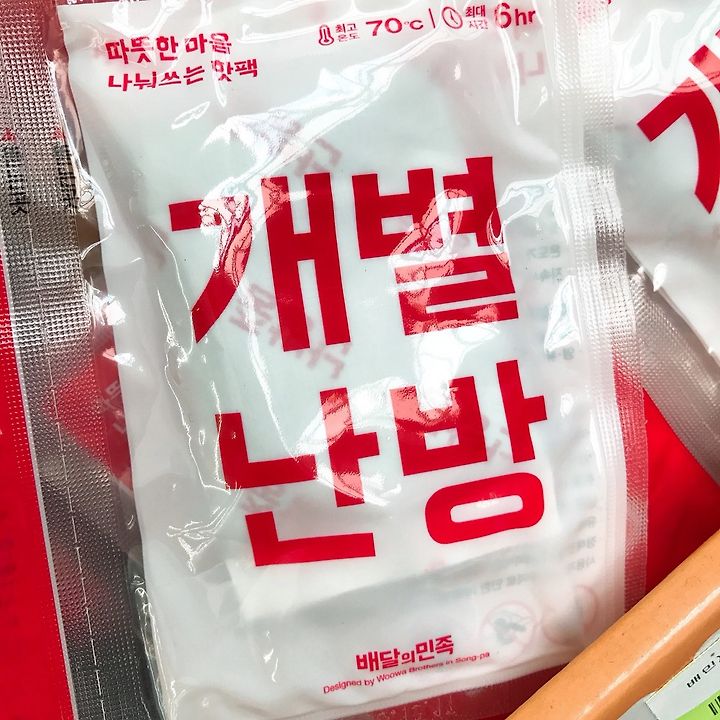 따뜻한 마음
나눠쓰는 핫팩
최고
온도
70℃
최대
시간
6hr
개별
난방
배달의민족
Designed by Woowa Brothers in Song-pa
개